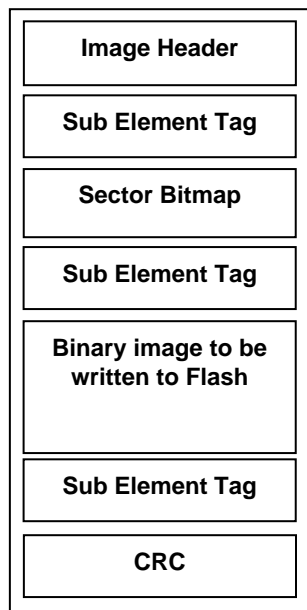 Image Header
Sub Element Tag
Sector Bitmap
Sub Element Tag
Binary image to be
written to Flash
Sub Element Tag
CRC